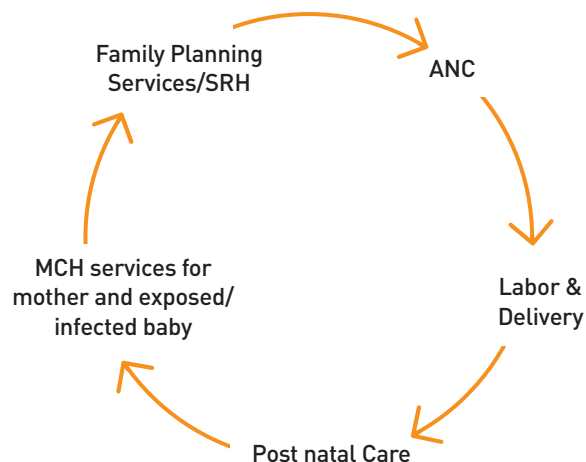 Family Planning
Services/SRH
ANC
Labor &
Delivery
Post natal Care
MCH services for
mother and exposed/
infected baby